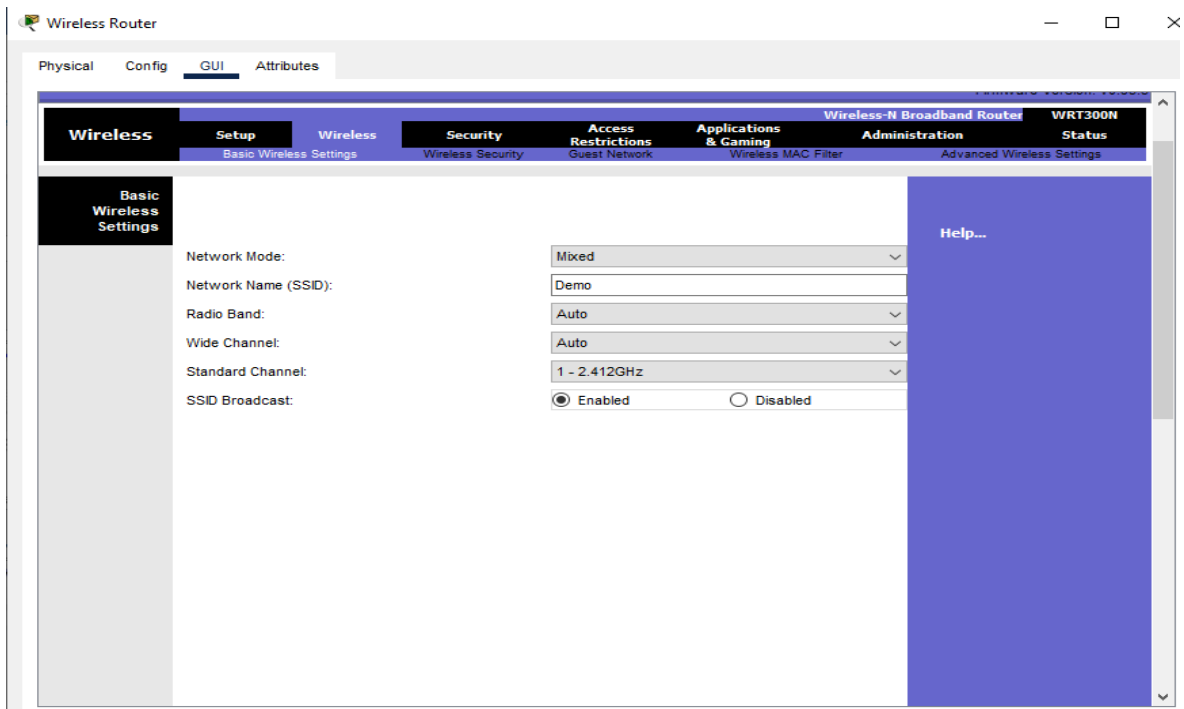 Wireless Router
Physical Config GUI Attributes
Wireless-N Broadband Router WRT300N
Wireless Setup Wireless Security Access Restrictions Applications & Gaming Administration Status
Basic Wireless Settings Wireless Security Guest Network Wireless MAC Filter Advanced Wireless Settings
Basic
Wireless
Settings
Help...
Network Mode: Mixed
Network Name (SSID): Demo
Radio Band: Auto
Wide Channel: Auto
Standard Channel: 1 - 2.412GHz
SSID Broadcast: Enabled Disabled